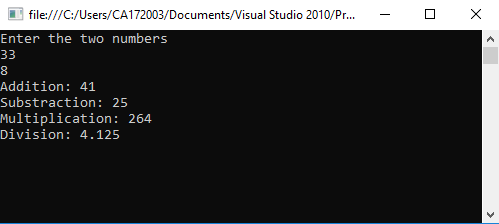 file:///C:/Users/CA172003/Documents/Visual Studio 2010/Pr...
Enter the two numbers
33
8
Addition: 41
Substraction: 25
Multiplication: 264
Division: 4.125